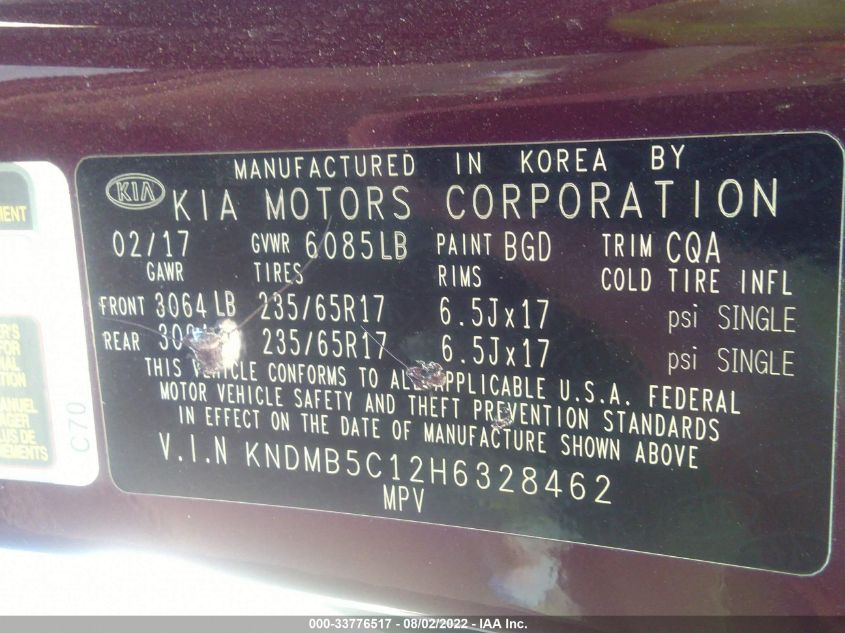 MANUFACTURED IN KOREA BY
KIA KIA MOTORS CORPORATION
02/17 GVWR 6085LB PAINT BGD TRIM CQA
GAWR TIRES RIMS COLD TIRE INFL
FRONT 3064 LB 235/65R17 6.5Jx17 psi SINGLE
REAR 235/65R17 6.5Jx17 psi SINGLE
THIS VEHICLE CONFORMS TO ALL APPLICABLE U.S.A. FEDERAL
MOTOR VEHICLE SAFETY AND THEFT PREVENTION STANDARDS
IN EFFECT ON THE DATE OF MANUFACTURE SHOWN ABOVE
V.I.N KNDMB5C12H6328462
MPV
C70
000-33776517 - 08/02/2022 - IAA Inc.